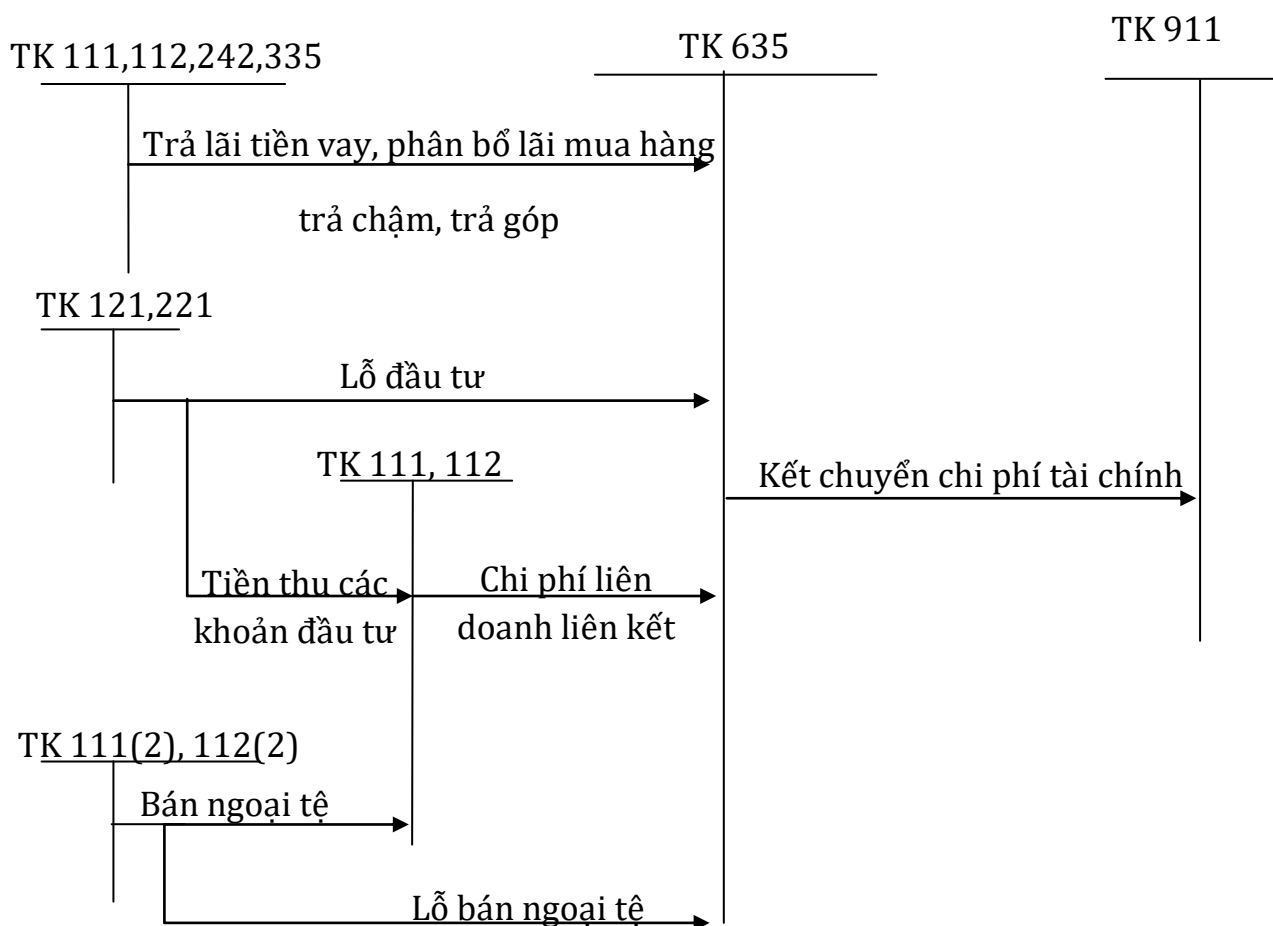 TK 111,112,242,335
TK 635
TK 911
Trả lãi tiền vay, phân bổ lãi mua hàng
trả chậm, trả góp
TK 121,221
Lỗ đầu tư
TK 111, 112
Kết chuyển chi phí tài chính
Tiền thu các
khoản đầu tư
Chi phí liên
doanh liên kết
TK 111(2), 112(2)
Bán ngoại tệ
Lỗ bán ngoại tệ